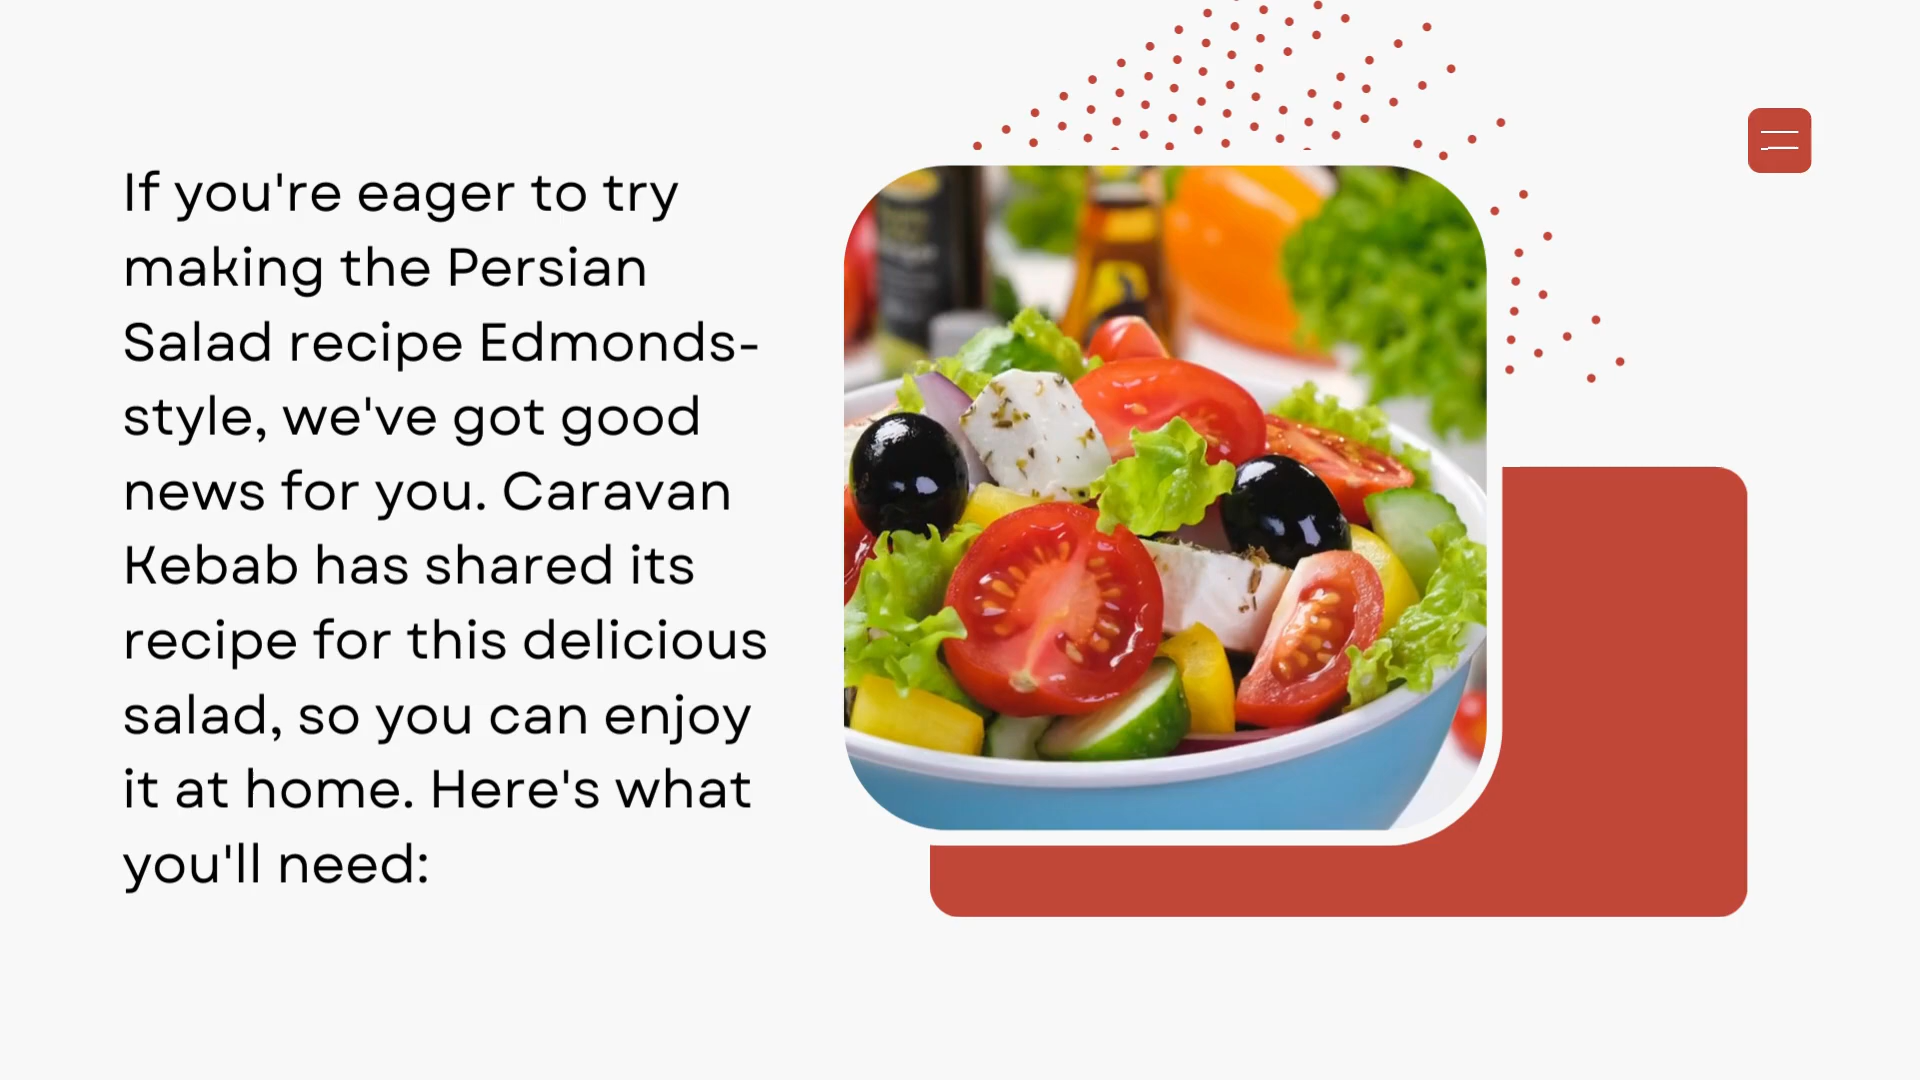 If you're eager to try
making the Persian
Salad recipe Edmonds-
style, we've got good
news for you. Caravan
Kebab has shared its
recipe for this delicious
salad, so you can enjoy
it at home. Here's what
you'll need: